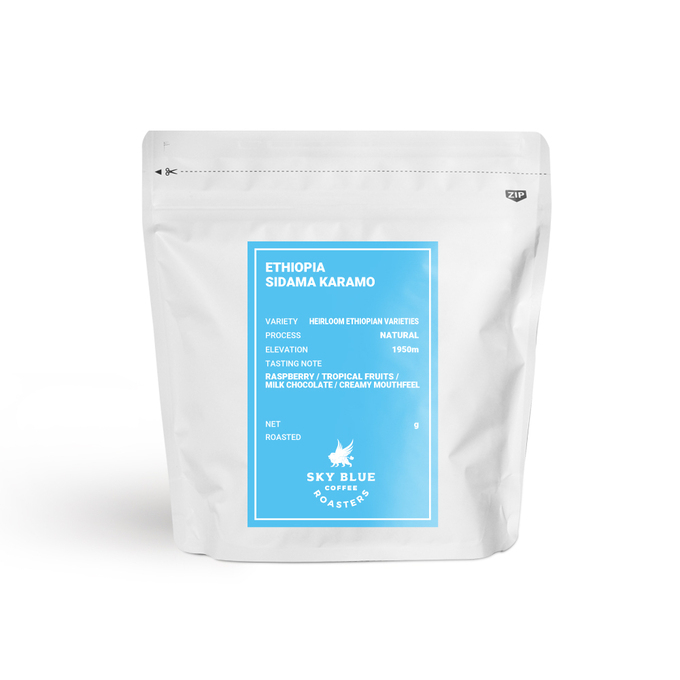 ZIP
ETHIOPIA
SIDAMA KARAMO
VARIETY HEIRLOOM ETHIOPIAN VARIETIES
PROCESS NATURAL
ELEVATION 1950m
TASTING NOTE
RASPBERRY / TROPICAL FRUITS /
MILK CHOCOLATE / CREAMY MOUTHFEEL
NET g
ROASTED
SKY BLUE
COFFEE
ROASTERS